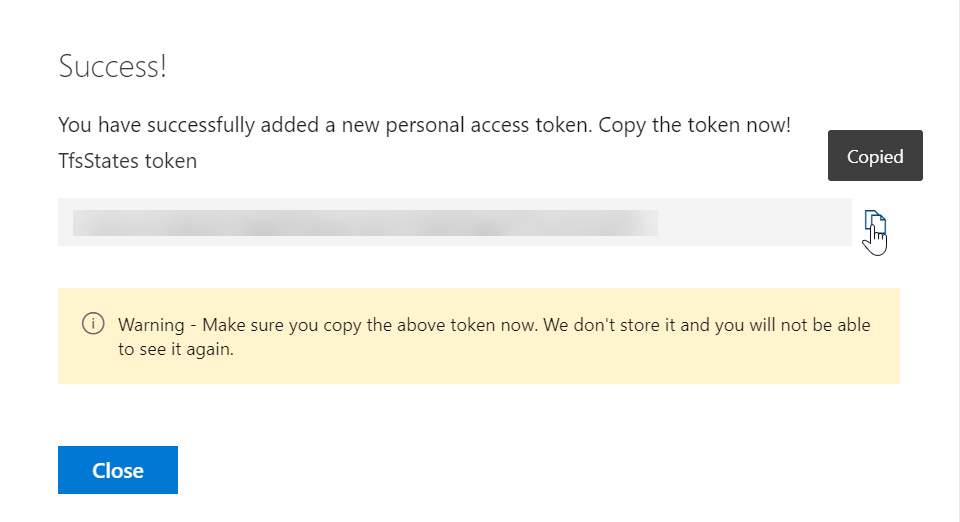 Success!
You have successfully added a new personal access token. Copy the token now!
Copied
TfsStates token
Warning - Make sure you copy the above token now. We don't store it and you will not be able
to see it again.
Close